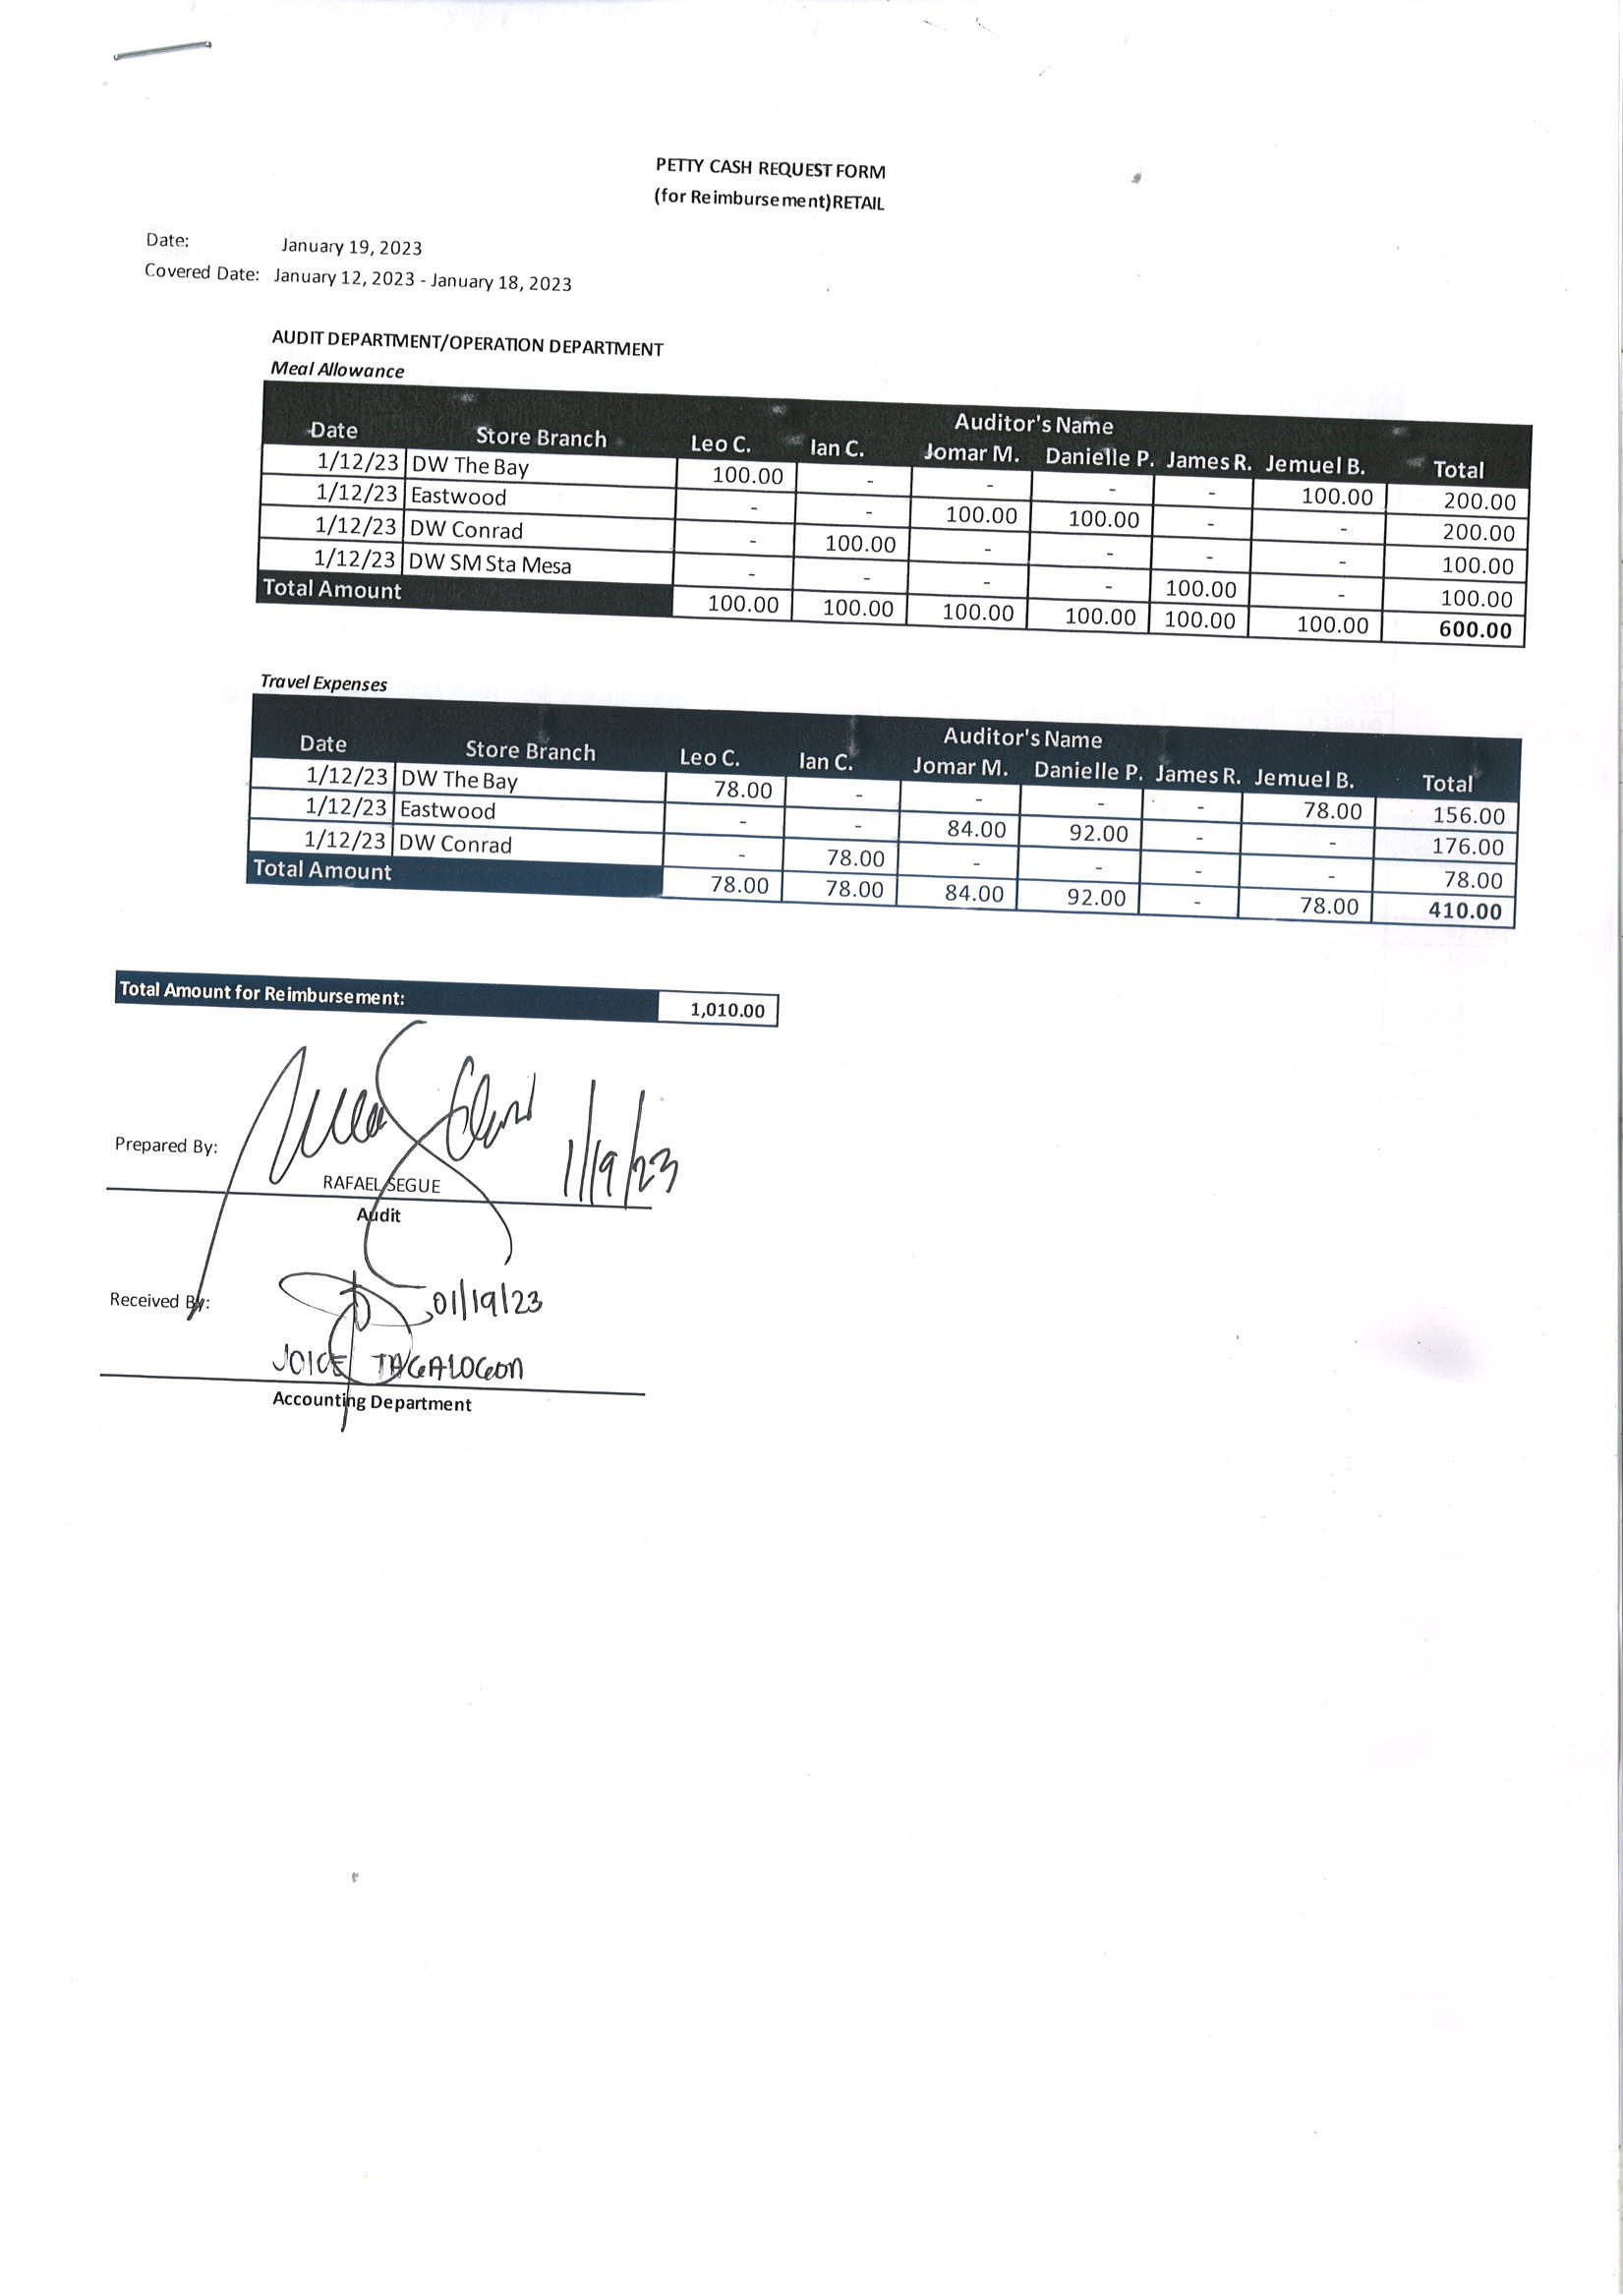 PETTY CASH REQUEST FORM
(for Reimbursement)RETAIL
Date: January 19, 2023
Covered Date: January 12, 2023 - January 18, 2023
AUDIT DEPARTMENT/OPERATION DEPARTMENT
Meal Allowance
Auditor's Name
Date Store Branch Leo C. Ian C. Jomar M. Danielle P. James R. Jemuel B. Total
1/12/23 DW The Bay 100.00 - - - - 100.00 200.00
1/12/23 Eastwood - - 100.00 100.00 - - 200.00
1/12/23 DW Conrad - 100.00 - - - - 100.00
1/12/23 DW SM Sta Mesa - - - - 100.00 - 100.00
Total Amount 100.00 100.00 100.00 100.00 100.00 100.00 600.00
Travel Expenses
Auditor's Name
Date Store Branch Leo C. Ian C. Jomar M. Danielle P. James R. Jemuel B. Total
1/12/23 DW The Bay 78.00 - - - - 78.00 156.00
1/12/23 Eastwood - - 84.00 92.00 - - 176.00
1/12/23 DW Conrad - 78.00 - - - - 78.00
Total Amount 78.00 78.00 84.00 92.00 - 78.00 410.00
Total Amount for Reimbursement: 1,010.00
Prepared By: 1/19/23
RAFAEL SEGUE
Audit
Received By: 01/19/23
JOICE TAGALOGON
Accounting Department